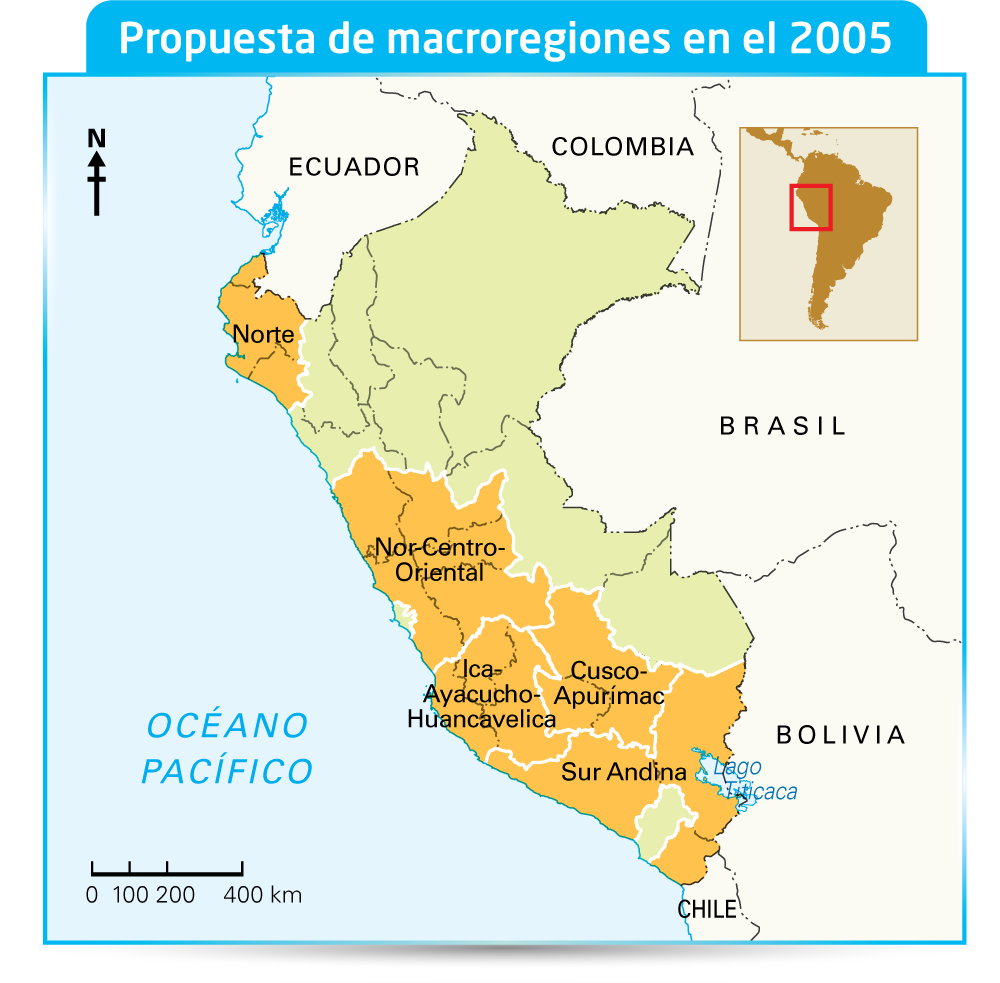 Propuesta de macroregiones en el 2005
N
ECUADOR
COLOMBIA
Norte
BRASIL
Nor-Centro-
Oriental
Ica-
Ayacucho-
Huancavelica
Cusco-
Apurímac
OCÉANO
PACÍFICO
BOLIVIA
Sur Andina
Lago
Titicaca
0 100 200 400 km
CHILE